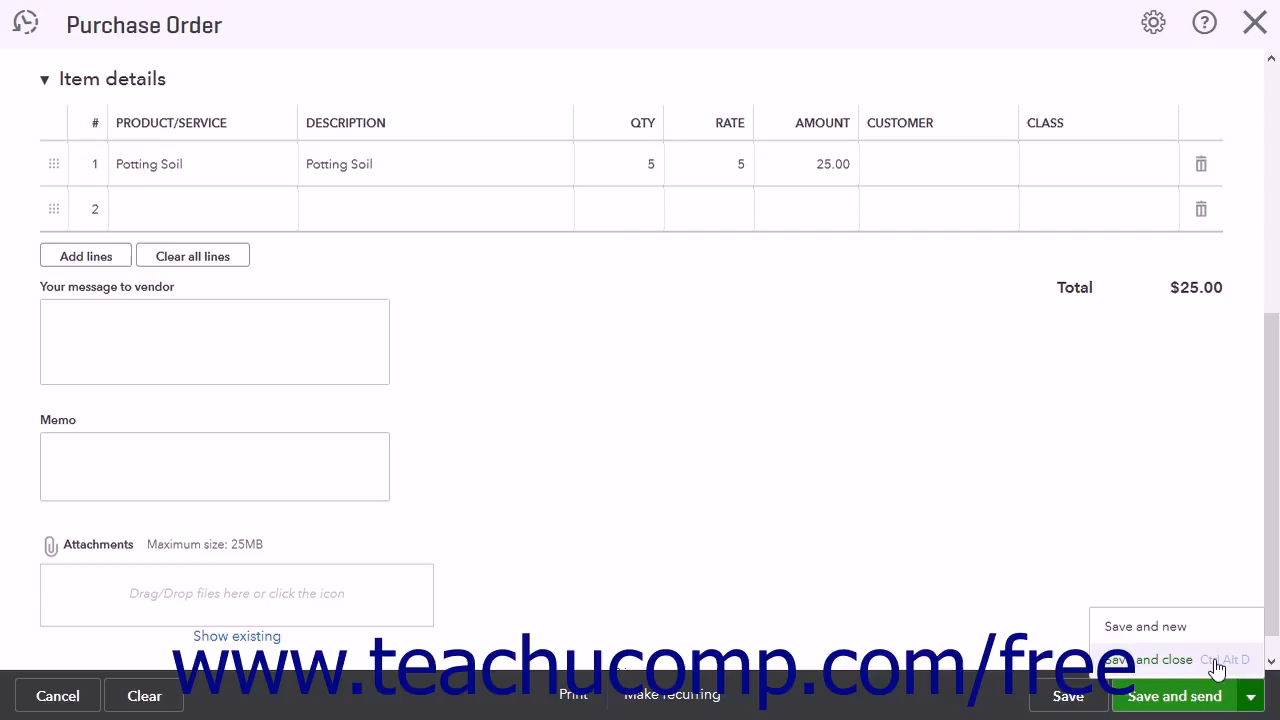 Purchase Order
Item details
# PRODUCT/SERVICE DESCRIPTION QTY RATE AMOUNT CUSTOMER CLASS
1 Potting Soil Potting Soil 5 5 25.00
2
Add lines Clear all lines
Your message to vendor Total $25.00
Memo
Attachments Maximum size: 25MB
Drag/Drop files here or click the icon
Show existing
Save and new
Save and close Ctrl Alt D
www.teachucomp.com/free
Cancel Clear Print Make recurring Save Save and send